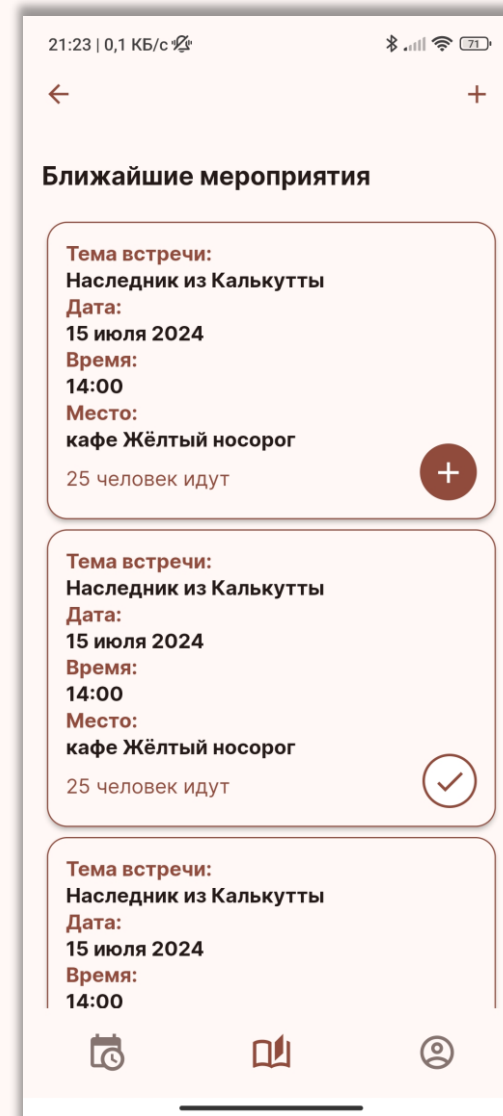 21:23 | 0,1 КБ/с
71
Ближайшие мероприятия
Тема встречи:
Наследник из Калькутты
Дата:
15 июля 2024
Время:
14:00
Место:
кафе Жёлтый носорог
25 человек идут
Тема встречи:
Наследник из Калькутты
Дата:
15 июля 2024
Время:
14:00
Место:
кафе Жёлтый носорог
25 человек идут
Тема встречи:
Наследник из Калькутты
Дата:
15 июля 2024
Время:
14:00